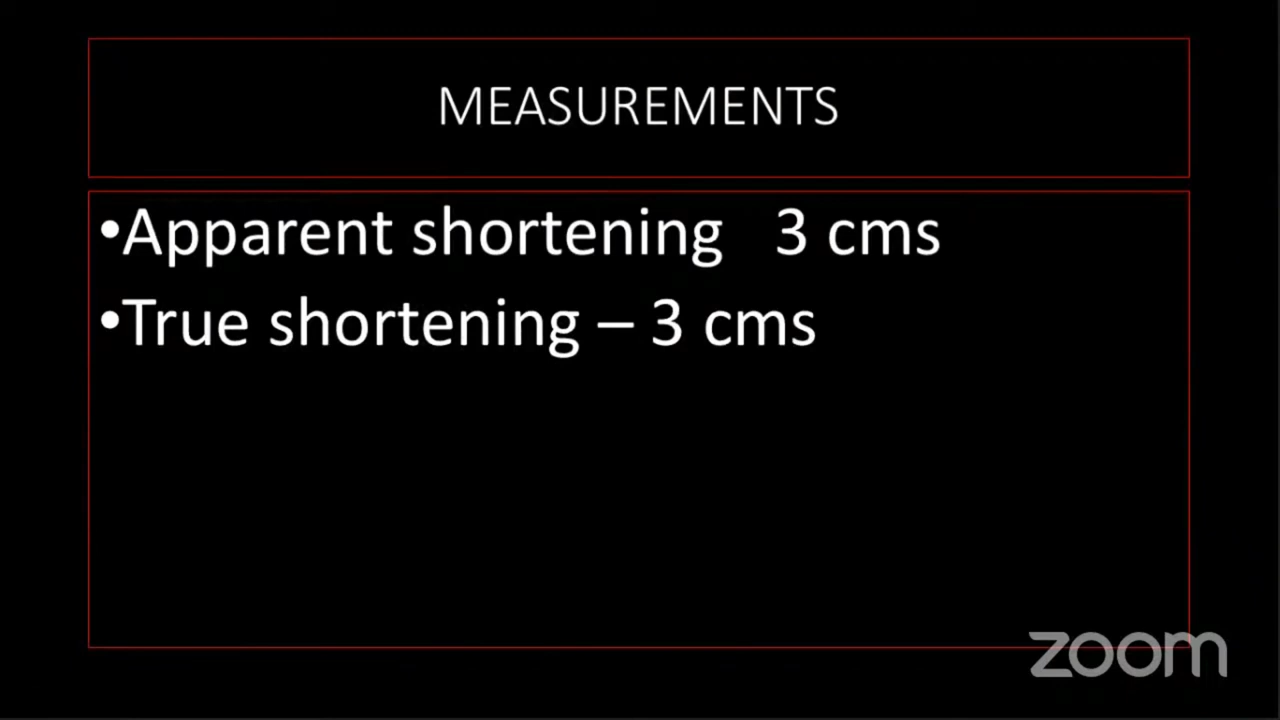 MEASUREMENTS
•Apparent shortening 3 cms
•True shortening – 3 cms
zoom